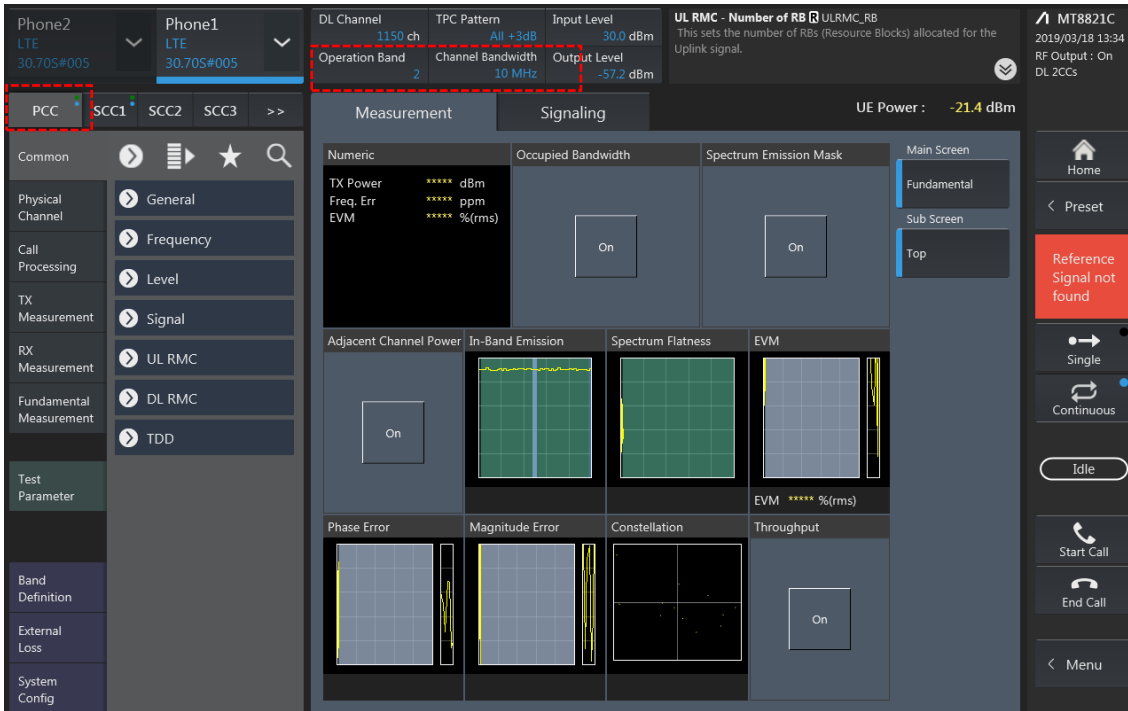 Phone2
LTE
30.70S#005
Phone1
LTE
30.70S#005
DL Channel
1150 ch
TPC Pattern
All +3dB
Input Level
30.0 dBm
Operation Band
2
Channel Bandwidth
10 MHz
Output Level
-57.2 dBm
UL RMC - Number of RB R ULRMC_RB
This sets the number of RBs (Resource Blocks) allocated for the
Uplink signal.
MT8821C
2019/03/18 13:34
RF Output : On
DL 2CCs
PCC
SCC1
SCC2
SCC3
>>
Measurement
Signaling
UE Power : -21.4 dBm
Common
Physical
Channel
Call
Processing
TX
Measurement
RX
Measurement
Fundamental
Measurement
Test
Parameter
Band
Definition
External
Loss
System
Config
General
Frequency
Level
Signal
UL RMC
DL RMC
TDD
Numeric
TX Power ***** dBm
Freq. Err ***** ppm
EVM ***** %(rms)
Occupied Bandwidth
On
Spectrum Emission Mask
On
Main Screen
Fundamental
Sub Screen
Top
Adjacent Channel Power
On
In-Band Emission
Spectrum Flatness
EVM
EVM ***** %(rms)
Phase Error
Magnitude Error
Constellation
Throughput
On
Home
< Preset
Reference
Signal not
found
Single
Continuous
Idle
Start Call
End Call
< Menu